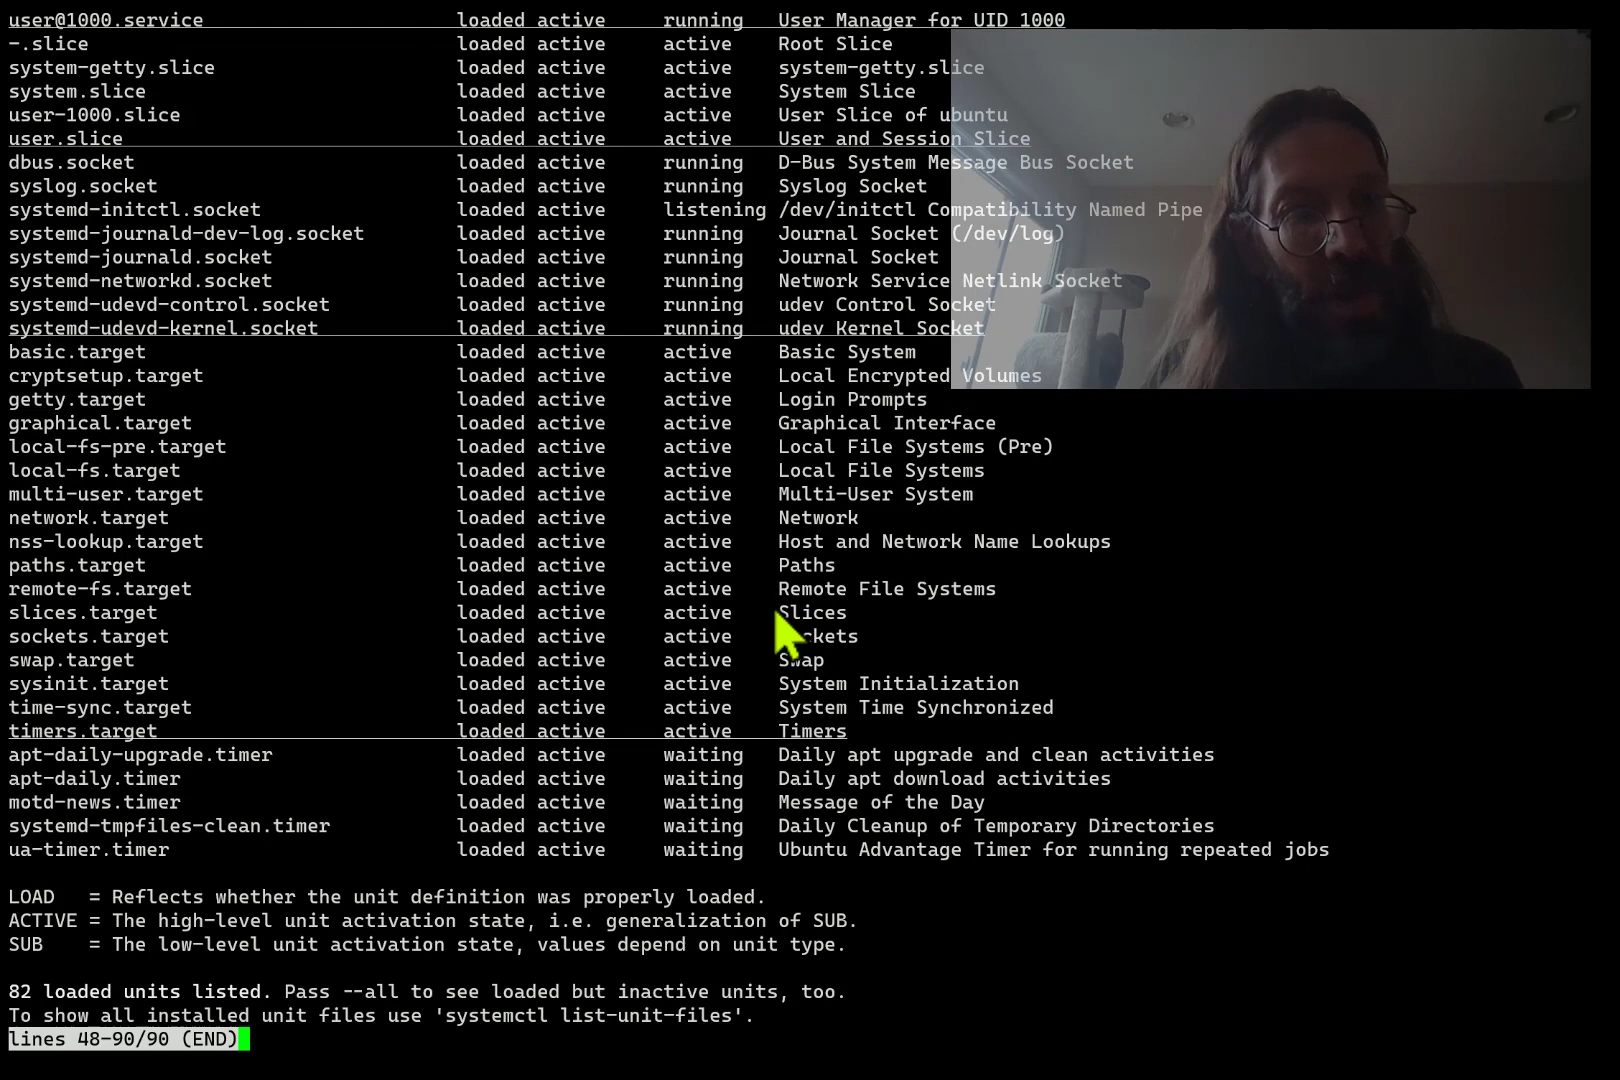 user@1000.service loaded active running User Manager for UID 1000
-.slice loaded active active Root Slice
system-getty.slice loaded active active system-getty.slice
system.slice loaded active active System Slice
user-1000.slice loaded active active User Slice of ubuntu
user.slice loaded active active User and Session Slice
dbus.socket loaded active running D-Bus System Message Bus Socket
syslog.socket loaded active running Syslog Socket
systemd-initctl.socket loaded active listening /dev/initctl Compatibility Named Pipe
systemd-journald-dev-log.socket loaded active running Journal Socket (/dev/log)
systemd-journald.socket loaded active running Journal Socket
systemd-networkd.socket loaded active running Network Service Netlink Socket
systemd-udevd-control.socket loaded active running udev Control Socket
systemd-udevd-kernel.socket loaded active running udev Kernel Socket
basic.target loaded active active Basic System
cryptsetup.target loaded active active Local Encrypted Volumes
getty.target loaded active active Login Prompts
graphical.target loaded active active Graphical Interface
local-fs-pre.target loaded active active Local File Systems (Pre)
local-fs.target loaded active active Local File Systems
multi-user.target loaded active active Multi-User System
network.target loaded active active Network
nss-lookup.target loaded active active Host and Network Name Lookups
paths.target loaded active active Paths
remote-fs.target loaded active active Remote File Systems
slices.target loaded active active Slices
sockets.target loaded active active Sockets
swap.target loaded active active Swap
sysinit.target loaded active active System Initialization
time-sync.target loaded active active System Time Synchronized
timers.target loaded active active Timers
apt-daily-upgrade.timer loaded active waiting Daily apt upgrade and clean activities
apt-daily.timer loaded active waiting Daily apt download activities
motd-news.timer loaded active waiting Message of the Day
systemd-tmpfiles-clean.timer loaded active waiting Daily Cleanup of Temporary Directories
ua-timer.timer loaded active waiting Ubuntu Advantage Timer for running repeated jobs
LOAD = Reflects whether the unit definition was properly loaded.
ACTIVE = The high-level unit activation state, i.e. generalization of SUB.
SUB = The low-level unit activation state, values depend on unit type.
82 loaded units listed. Pass --all to see loaded but inactive units, too.
To show all installed unit files use 'systemctl list-unit-files'.
lines 48-90/90 (END)